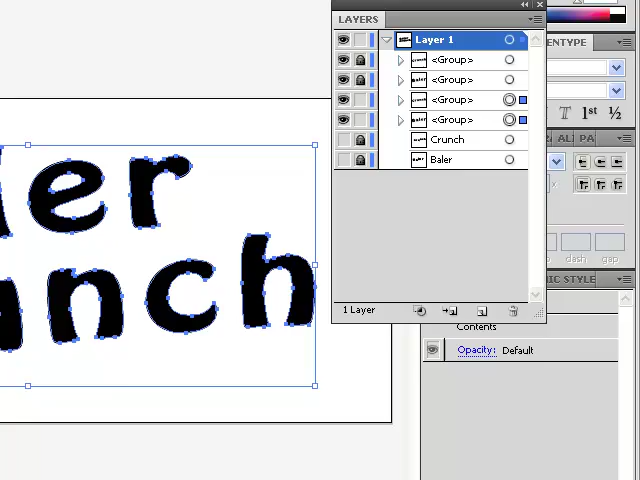 LAYERS
Layer 1
<Group>
<Group>
<Group>
<Group>
Crunch
Baler
1 Layer
ENTYPE
1st ½
AL PA
x
dash gap
IC STYLE
Contents
Opacity: Default
er
nch